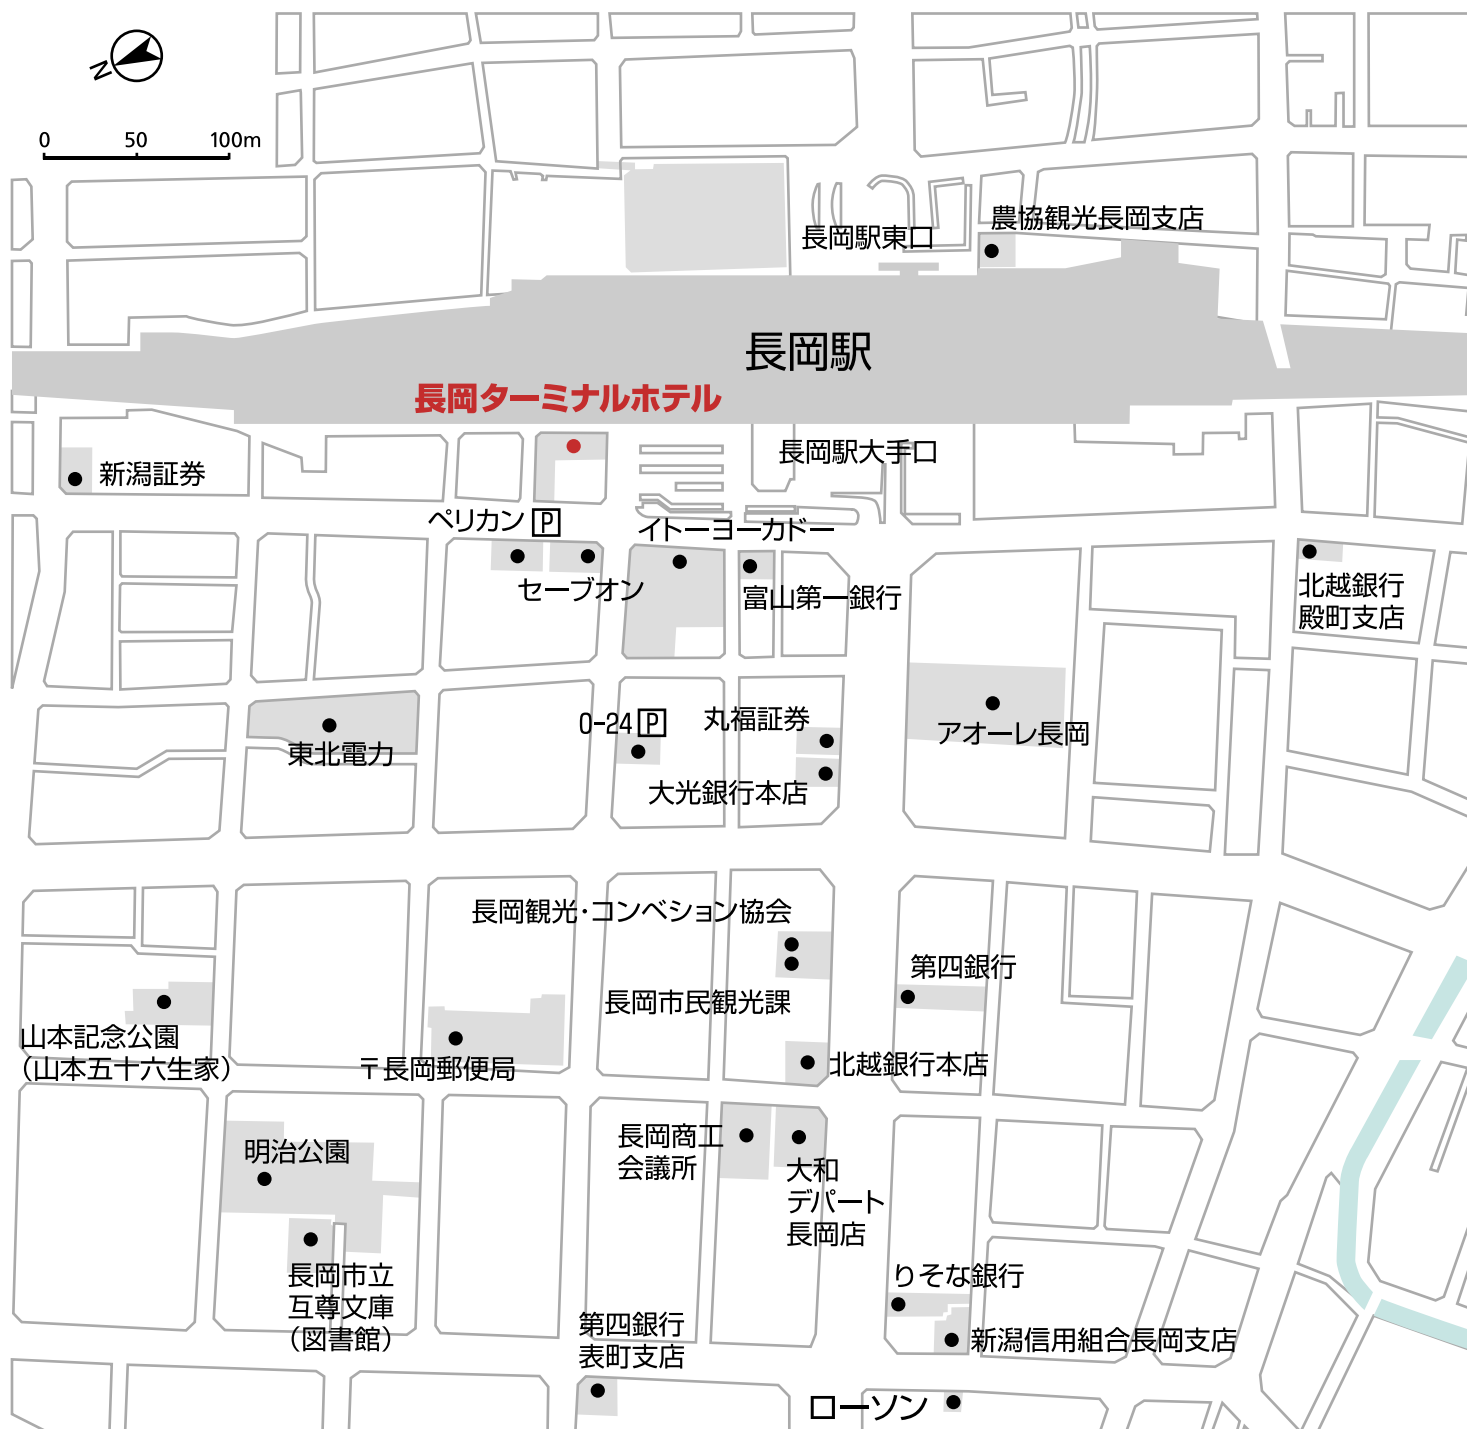 N
0 50 100m
農協観光長岡支店
長岡駅東口
長岡駅
長岡ターミナルホテル
長岡駅大手口
新潟証券
ペリカン P
イトーヨーカドー
セーブオン
富山第一銀行
北越銀行
殿町支店
0-24 P
丸福証券
アオーレ長岡
東北電力
大光銀行本店
長岡観光・コンベション協会
第四銀行
長岡市民観光課
山本記念公園
(山本五十六生家)
〒長岡郵便局
北越銀行本店
明治公園
長岡商工
会議所
大和
デパート
長岡店
長岡市立
互尊文庫
(図書館)
りそな銀行
第四銀行
表町支店
新潟信用組合長岡支店
ローソン